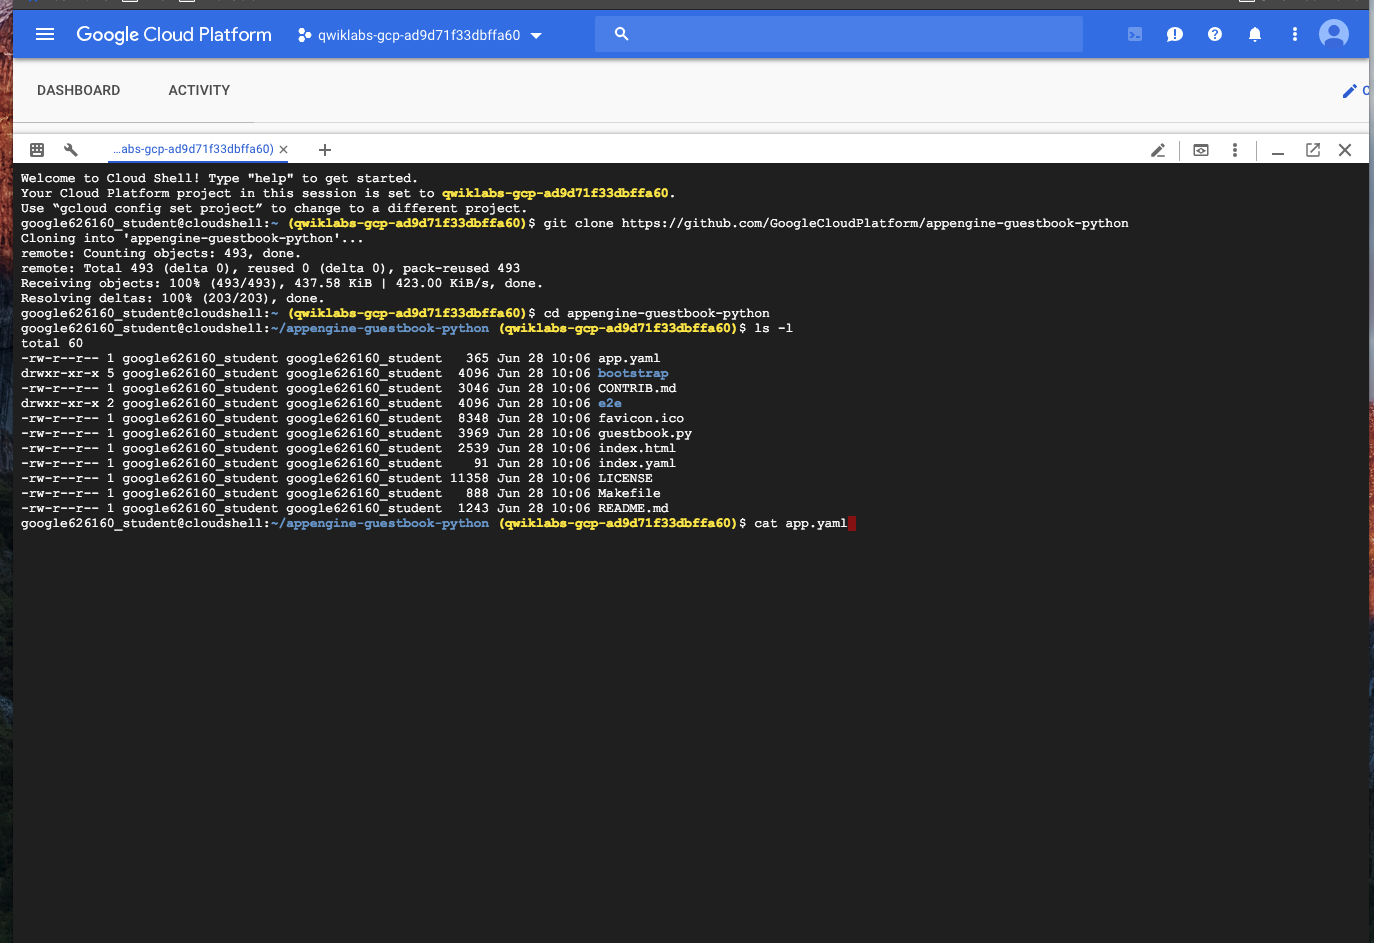 Google Cloud Platform qwiklabs-gcp-ad9d71f33dbffa60
DASHBOARD ACTIVITY
...abs-gcp-ad9d71f33dbffa60)
Welcome to Cloud Shell! Type "help" to get started.
Your Cloud Platform project in this session is set to qwiklabs-gcp-ad9d71f33dbffa60.
Use “gcloud config set project” to change to a different project.
google626160_student@cloudshell:~ (qwiklabs-gcp-ad9d71f33dbffa60)$ git clone https://github.com/GoogleCloudPlatform/appengine-guestbook-python
Cloning into 'appengine-guestbook-python'...
remote: Counting objects: 493, done.
remote: Total 493 (delta 0), reused 0 (delta 0), pack-reused 493
Receiving objects: 100% (493/493), 437.58 KiB | 423.00 KiB/s, done.
Resolving deltas: 100% (203/203), done.
google626160_student@cloudshell:~ (qwiklabs-gcp-ad9d71f33dbffa60)$ cd appengine-guestbook-python
google626160_student@cloudshell:~/appengine-guestbook-python (qwiklabs-gcp-ad9d71f33dbffa60)$ ls -l
total 60
-rw-r--r-- 1 google626160_student google626160_student   365 Jun 28 10:06 app.yaml
drwxr-xr-x 5 google626160_student google626160_student  4096 Jun 28 10:06 bootstrap
-rw-r--r-- 1 google626160_student google626160_student  3046 Jun 28 10:06 CONTRIB.md
drwxr-xr-x 2 google626160_student google626160_student  4096 Jun 28 10:06 e2e
-rw-r--r-- 1 google626160_student google626160_student  8348 Jun 28 10:06 favicon.ico
-rw-r--r-- 1 google626160_student google626160_student  3969 Jun 28 10:06 guestbook.py
-rw-r--r-- 1 google626160_student google626160_student  2539 Jun 28 10:06 index.html
-rw-r--r-- 1 google626160_student google626160_student    91 Jun 28 10:06 index.yaml
-rw-r--r-- 1 google626160_student google626160_student 11358 Jun 28 10:06 LICENSE
-rw-r--r-- 1 google626160_student google626160_student   888 Jun 28 10:06 Makefile
-rw-r--r-- 1 google626160_student google626160_student  1243 Jun 28 10:06 README.md
google626160_student@cloudshell:~/appengine-guestbook-python (qwiklabs-gcp-ad9d71f33dbffa60)$ cat app.yaml